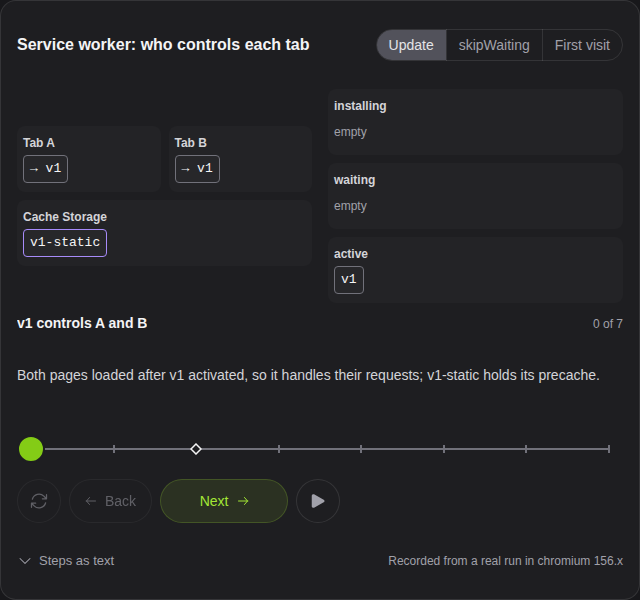 Service worker: who controls each tab
Update
skipWaiting
First visit
Tab A
→ v1
Tab B
→ v1
Cache Storage
v1-static
installing
empty
waiting
empty
active
v1
v1 controls A and B
0 of 7
Both pages loaded after v1 activated, so it handles their requests; v1-static holds its precache.
← Back
Next →
Steps as text
Recorded from a real run in chromium 156.x